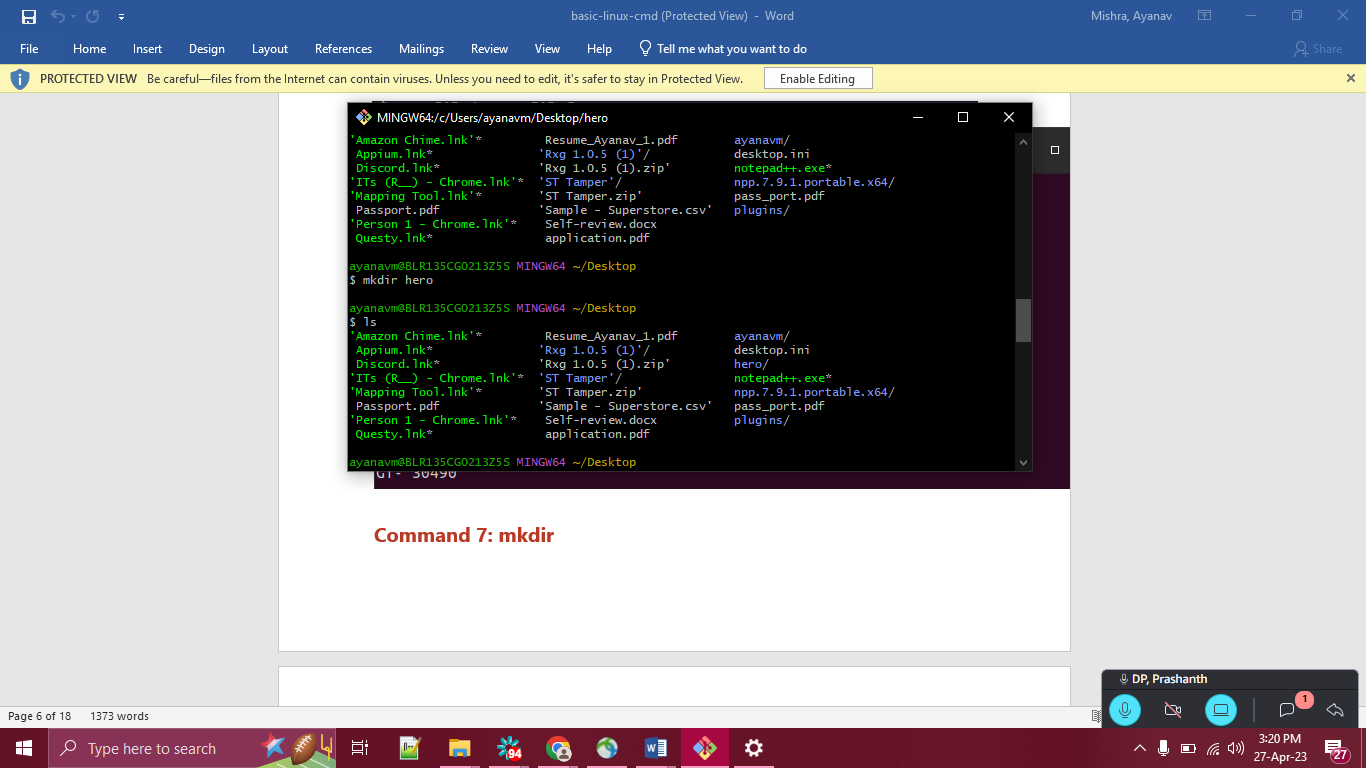 basic-linux-cmd (Protected View) - Word
Mishra, Ayanav
File Home Insert Design Layout References Mailings Review View Help Tell me what you want to do Share
PROTECTED VIEW Be careful—files from the Internet can contain viruses. Unless you need to edit, it's safer to stay in Protected View. Enable Editing
MINGW64:/c/Users/ayanavm/Desktop/hero
'Amazon Chime.lnk'* Resume_Ayanav_1.pdf ayanavm/
Appium.lnk* 'Rxg 1.0.5 (1)'/ desktop.ini
Discord.lnk* 'Rxg 1.0.5 (1).zip' notepad++.exe*
'ITs (R__) - Chrome.lnk'* 'ST Tamper'/ npp.7.9.1.portable.x64/
'Mapping Tool.lnk'* 'ST Tamper.zip' pass_port.pdf
Passport.pdf 'Sample - Superstore.csv' plugins/
'Person 1 - Chrome.lnk'* Self-review.docx
Questy.lnk* application.pdf
ayanavm@BLR135CG0213Z5S MINGW64 ~/Desktop
$ mkdir hero
ayanavm@BLR135CG0213Z5S MINGW64 ~/Desktop
$ ls
'Amazon Chime.lnk'* Resume_Ayanav_1.pdf ayanavm/
Appium.lnk* 'Rxg 1.0.5 (1)'/ desktop.ini
Discord.lnk* 'Rxg 1.0.5 (1).zip' hero/
'ITs (R__) - Chrome.lnk'* 'ST Tamper'/ notepad++.exe*
'Mapping Tool.lnk'* 'ST Tamper.zip' npp.7.9.1.portable.x64/
Passport.pdf 'Sample - Superstore.csv' pass_port.pdf
'Person 1 - Chrome.lnk'* Self-review.docx plugins/
Questy.lnk* application.pdf
ayanavm@BLR135CG0213Z5S MINGW64 ~/Desktop
GT- 30490
Command 7: mkdir
DP, Prashanth
1
Page 6 of 18 1373 words
Type here to search
94
3:20 PM
27-Apr-23
27